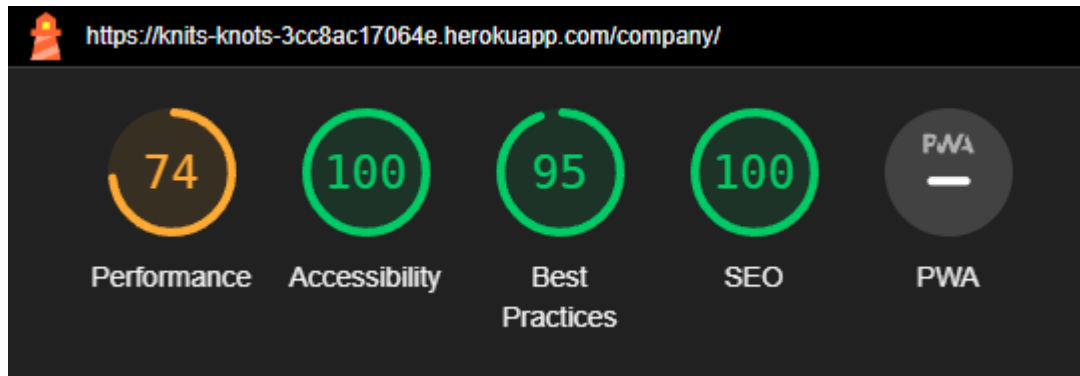 https://knits-knots-3cc8ac17064e.herokuapp.com/company/
74
100
95
100
PWA
Performance
Accessibility
Best
Practices
SEO
PWA